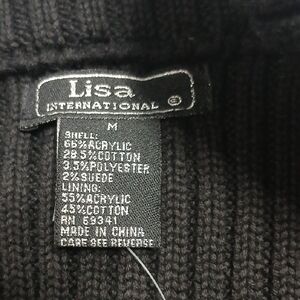 Lisa
INTERNATIONAL ®
M
SHELL:
66%ACRYLIC
28.5%COTTON
3.5%POLYESTER
2%SUEDE
LINING:
55%ACRYLIC
45%COTTON
RN 69341
MADE IN CHINA
CARE SEE REVERSE